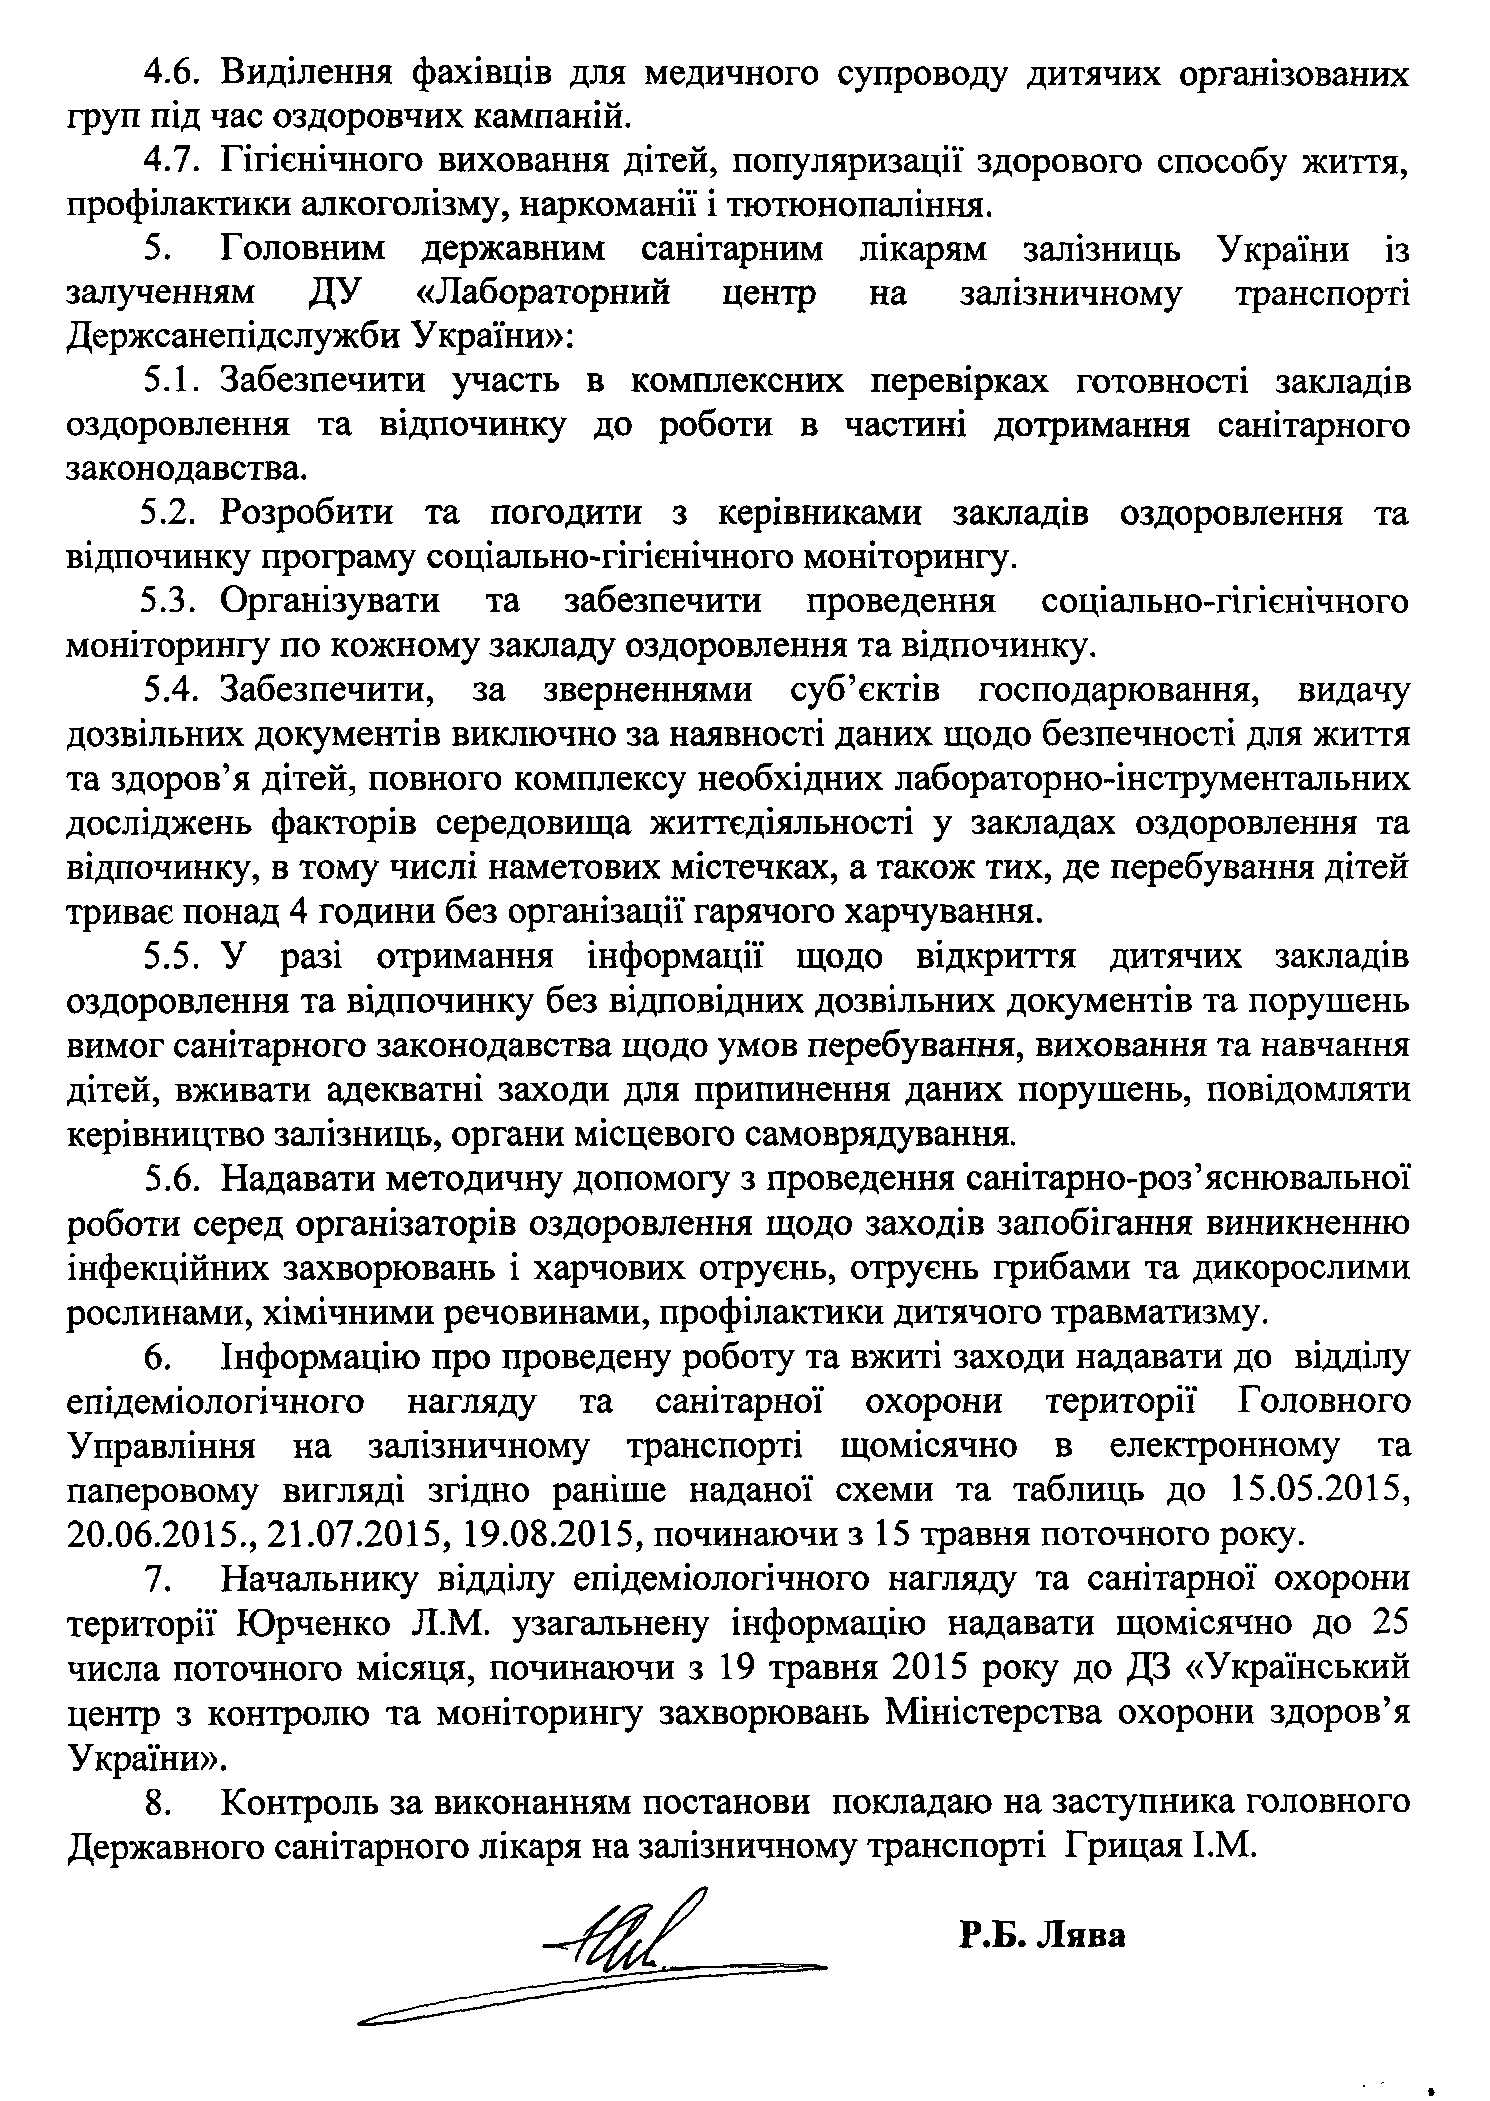 4.6. Виділення фахівців для медичного супроводу дитячих організованих
груп під час оздоровчих кампаній.
4.7. Гігієнічного виховання дітей, популяризації здорового способу життя,
профілактики алкоголізму, наркоманії і тютюнопаління.
5. Головним державним санітарним лікарям залізниць України із
залученням ДУ «Лабораторний центр на залізничному транспорті
Держсанепідслужби України»:
5.1. Забезпечити участь в комплексних перевірках готовності закладів
оздоровлення та відпочинку до роботи в частині дотримання санітарного
законодавства.
5.2. Розробити та погодити з керівниками закладів оздоровлення та
відпочинку програму соціально-гігієнічного моніторингу.
5.3. Організувати та забезпечити проведення соціально-гігієнічного
моніторингу по кожному закладу оздоровлення та відпочинку.
5.4. Забезпечити, за зверненнями суб’єктів господарювання, видачу
дозвільних документів виключно за наявності даних щодо безпечності для життя
та здоров’я дітей, повного комплексу необхідних лабораторно-інструментальних
досліджень факторів середовища життєдіяльності у закладах оздоровлення та
відпочинку, в тому числі наметових містечках, а також тих, де перебування дітей
триває понад 4 години без організації гарячого харчування.
5.5. У разі отримання інформації щодо відкриття дитячих закладів
оздоровлення та відпочинку без відповідних дозвільних документів та порушень
вимог санітарного законодавства щодо умов перебування, виховання та навчання
дітей, вживати адекватні заходи для припинення даних порушень, повідомляти
керівництво залізниць, органи місцевого самоврядування.
5.6. Надавати методичну допомогу з проведення санітарно-роз’яснювальної
роботи серед організаторів оздоровлення щодо заходів запобігання виникненню
інфекційних захворювань і харчових отруєнь, отруєнь грибами та дикорослими
рослинами, хімічними речовинами, профілактики дитячого травматизму.
6. Інформацію про проведену роботу та вжиті заходи надавати до відділу
епідеміологічного нагляду та санітарної охорони території Головного
Управління на залізничному транспорті щомісячно в електронному та
паперовому вигляді згідно раніше наданої схеми та таблиць до 15.05.2015,
20.06.2015., 21.07.2015, 19.08.2015, починаючи з 15 травня поточного року.
7. Начальнику відділу епідеміологічного нагляду та санітарної охорони
території Юрченко Л.М. узагальнену інформацію надавати щомісячно до 25
числа поточного місяця, починаючи з 19 травня 2015 року до ДЗ «Український
центр з контролю та моніторингу захворювань Міністерства охорони здоров’я
України».
8. Контроль за виконанням постанови покладаю на заступника головного
Державного санітарного лікаря на залізничному транспорті Грицая І.М.
Р.Б. Лява